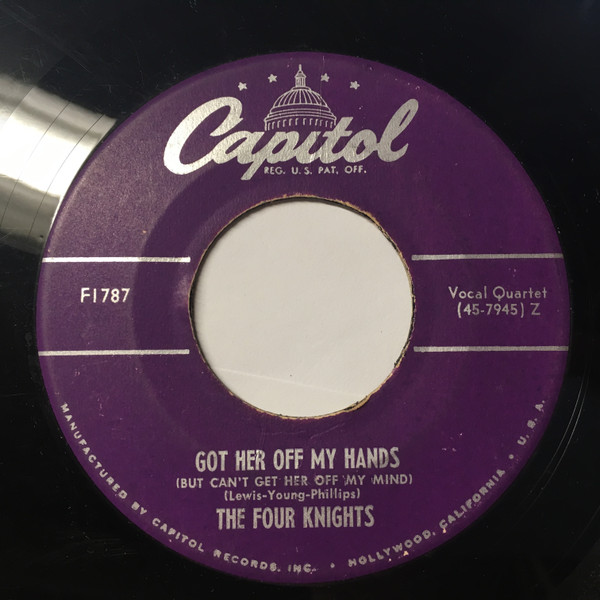 Capitol
REG. U.S. PAT. OFF.
F1787
Vocal Quartet
(45-7945) Z
GOT HER OFF MY HANDS
(BUT CAN'T GET HER OFF MY MIND)
(Lewis-Young-Phillips)
THE FOUR KNIGHTS
MANUFACTURED BY CAPITOL RECORDS, INC. • HOLLYWOOD, CALIFORNIA • U.S.A.